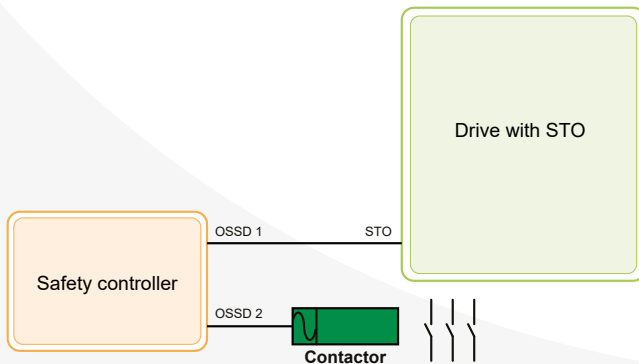 Drive with STO
OSSD 1
STO
Safety controller
OSSD 2
Contactor